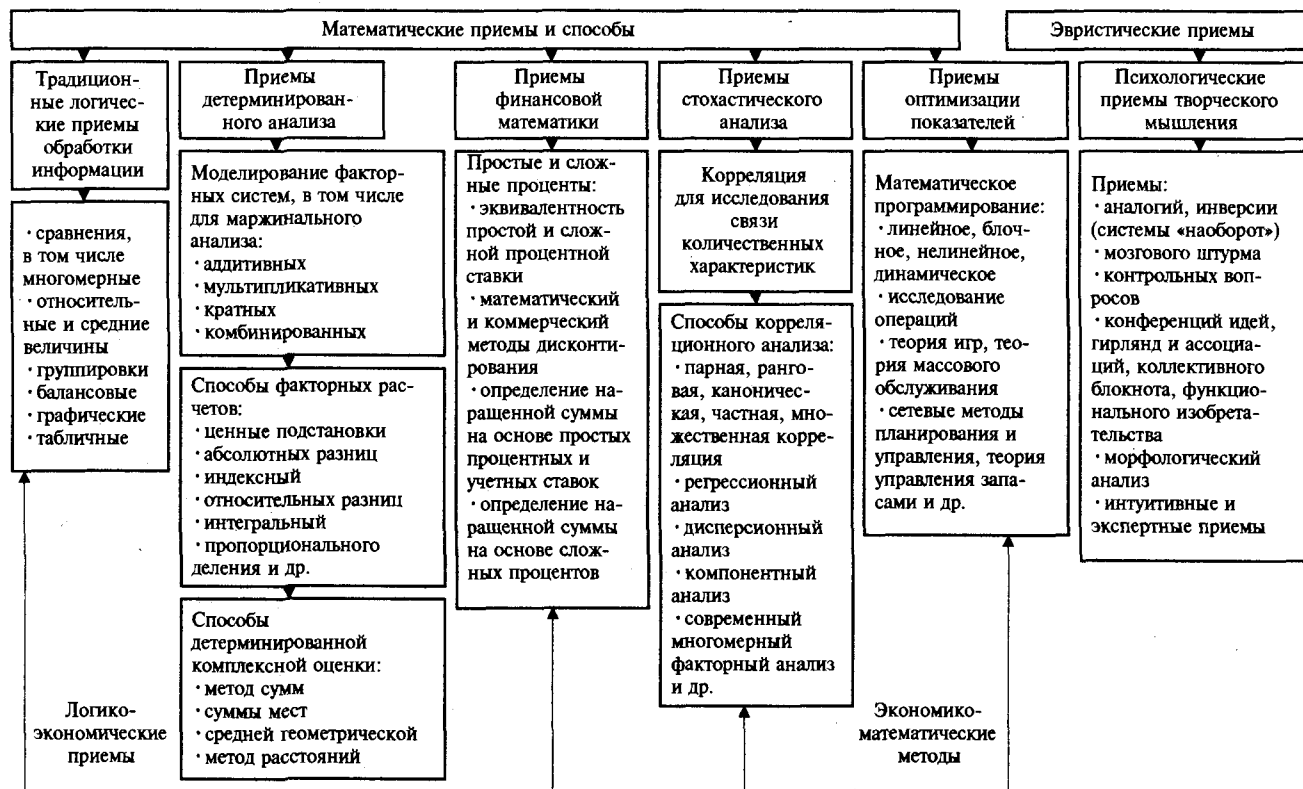 Математические приемы и способы
Эвристические приемы
Традицион-
ные логичес-
кие приемы
обработки
информации
· сравнения,
в том числе
многомерные
· относитель-
ные и средние
величины
· группировки
· балансовые
· графические
· табличные
Приемы
детерминирован-
ного анализа
Моделирование фактор-
ных систем, в том числе
для маржинального
анализа:
· аддитивных
· мультипликативных
· кратных
· комбинированных
Способы факторных рас-
четов:
· ценные подстановки
· абсолютных разниц
· индексный
· относительных разниц
· интегральный
· пропорционального
деления и др.
Способы
детерминированной
комплексной оценки:
· метод сумм
· суммы мест
· средней геометрической
· метод расстояний
Приемы
финансовой
математики
Простые и слож-
ные проценты:
· эквивалентность
простой и слож-
ной процентной
ставки
· математический
и коммерческий
методы дисконти-
рования
· определение на-
ращенной суммы
на основе простых
процентных и
учетных ставок
· определение на-
ращенной суммы
на основе слож-
ных процентов
Приемы
стохастического
анализа
Корреляция
для исследования
связи
количественных
характеристик
Способы корреля-
ционного анализа:
· парная, ранго-
вая, каноничес-
кая, частная, мно-
жественная корре-
ляция
· регрессионный
анализ
· дисперсионный
анализ
· компонентный
анализ
· современный
многомерный
факторный анализ
и др.
Приемы
оптимизации
показателей
Математическое
программирование:
· линейное, блоч-
ное, нелинейное,
динамическое
· исследование
операций
· теория игр, тео-
рия массового
обслуживания
· сетевые методы
планирования и
управления, теория
управления запа-
сами и др.
Психологические
приемы творческого
мышления
Приемы:
· аналогий, инверсии
(системы «наоборот»)
· мозгового штурма
· контрольных воп-
росов
· конференций идей,
гирлянд и ассоциа-
ций, коллективного
блокнота, функцио-
нального изобрета-
тельства
· морфологический
анализ
· интуитивные и
экспертные приемы
Логико-
экономические
приемы
Экономико-
математические
методы